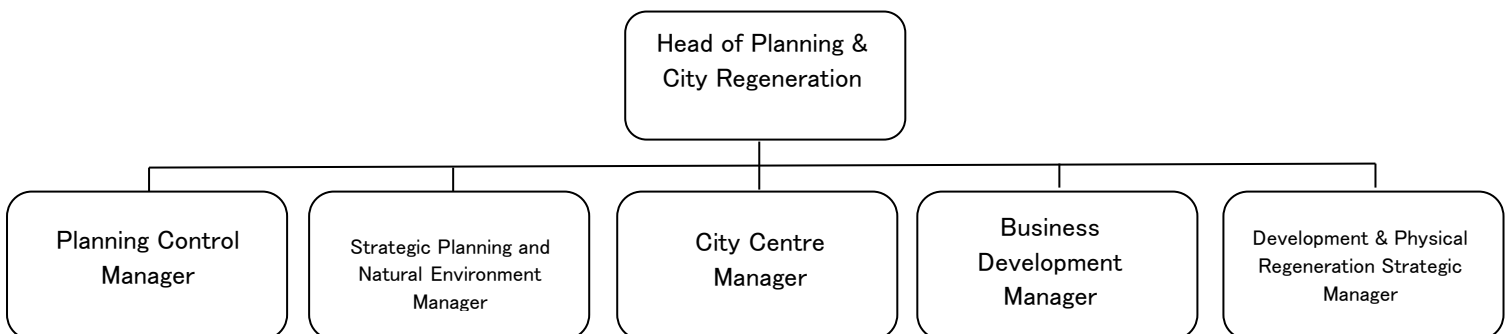 Head of Planning &
City Regeneration
Planning Control
Manager
Strategic Planning and
Natural Environment
Manager
City Centre
Manager
Business
Development
Manager
Development & Physical
Regeneration Strategic
Manager